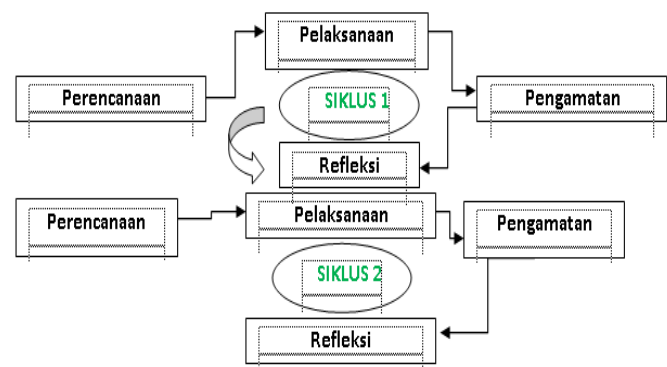 Pelaksanaan
Perencanaan
SIKLUS 1
Pengamatan
Refleksi
Perencanaan
Pelaksanaan
Pengamatan
SIKLUS 2
Refleksi